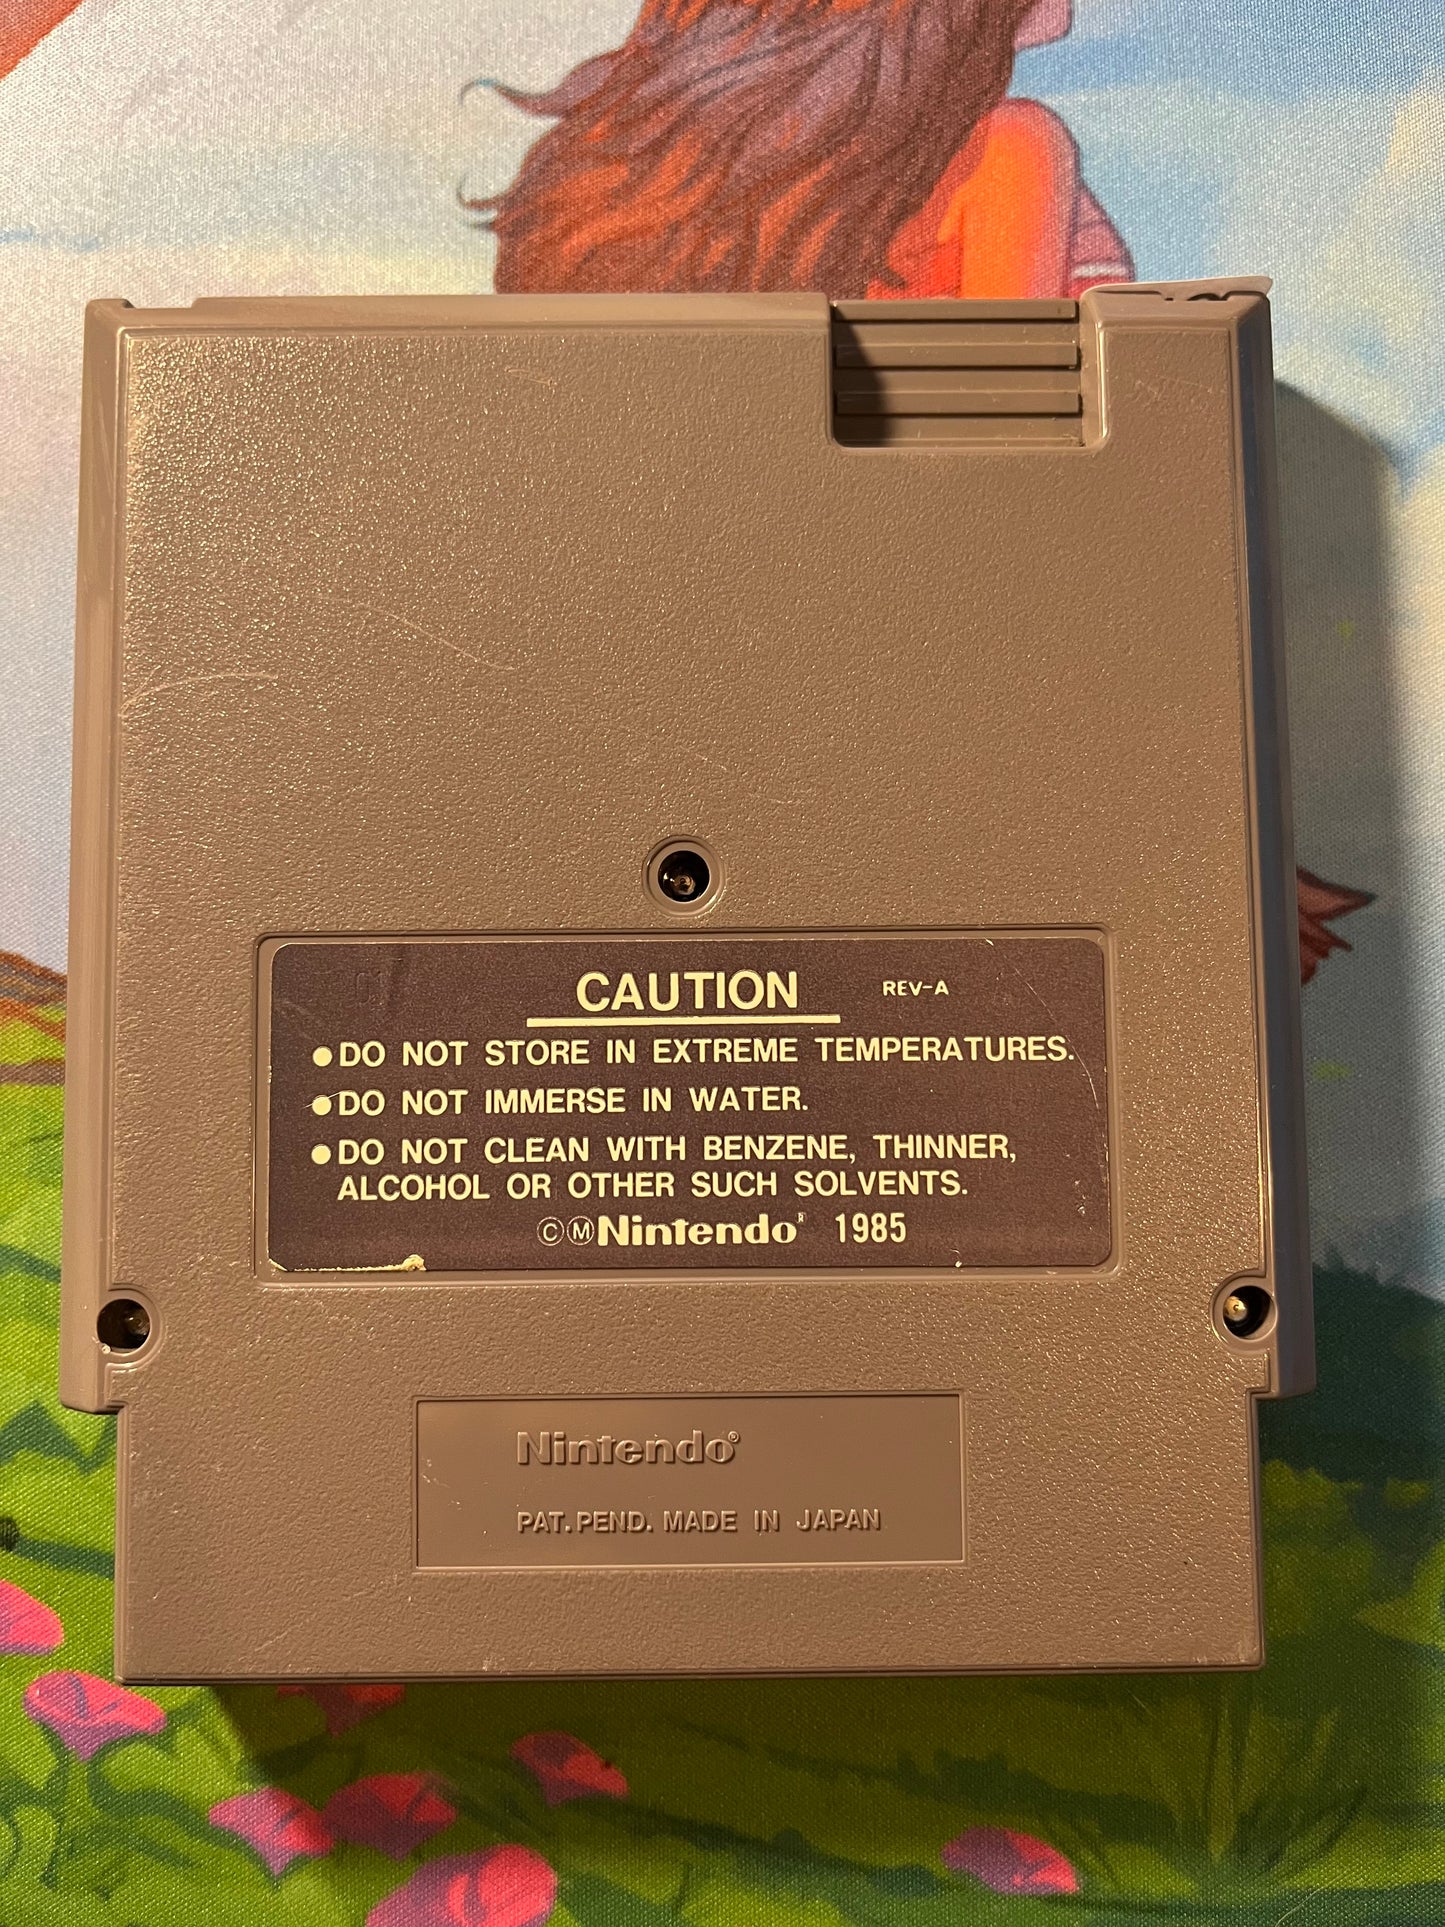 CAUTION REV-A
●DO NOT STORE IN EXTREME TEMPERATURES.
●DO NOT IMMERSE IN WATER.
●DO NOT CLEAN WITH BENZENE, THINNER,
ALCOHOL OR OTHER SUCH SOLVENTS.
©ⓂNintendo® 1985
Nintendo®
PAT. PEND. MADE IN JAPAN